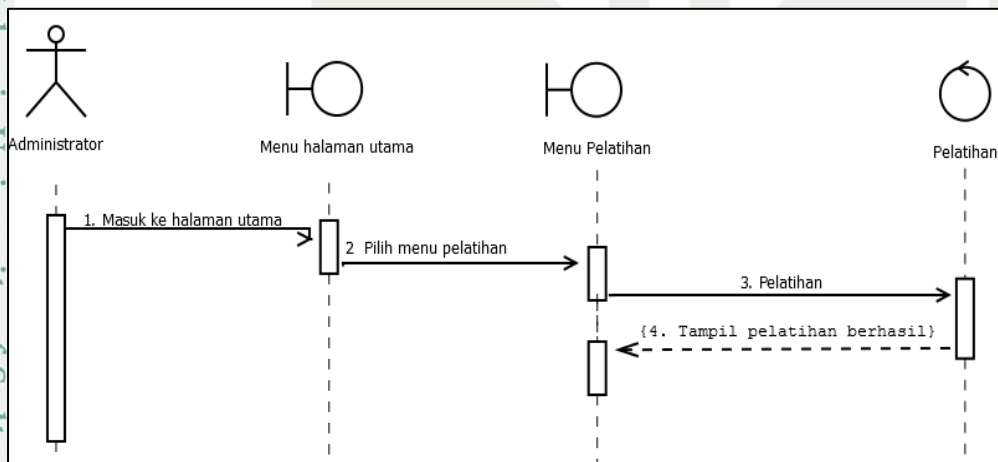 Administrator
Menu halaman utama
Menu Pelatihan
Pelatihan
1. Masuk ke halaman utama
2 Pilih menu pelatihan
3. Pelatihan
{4. Tampil pelatihan berhasil}